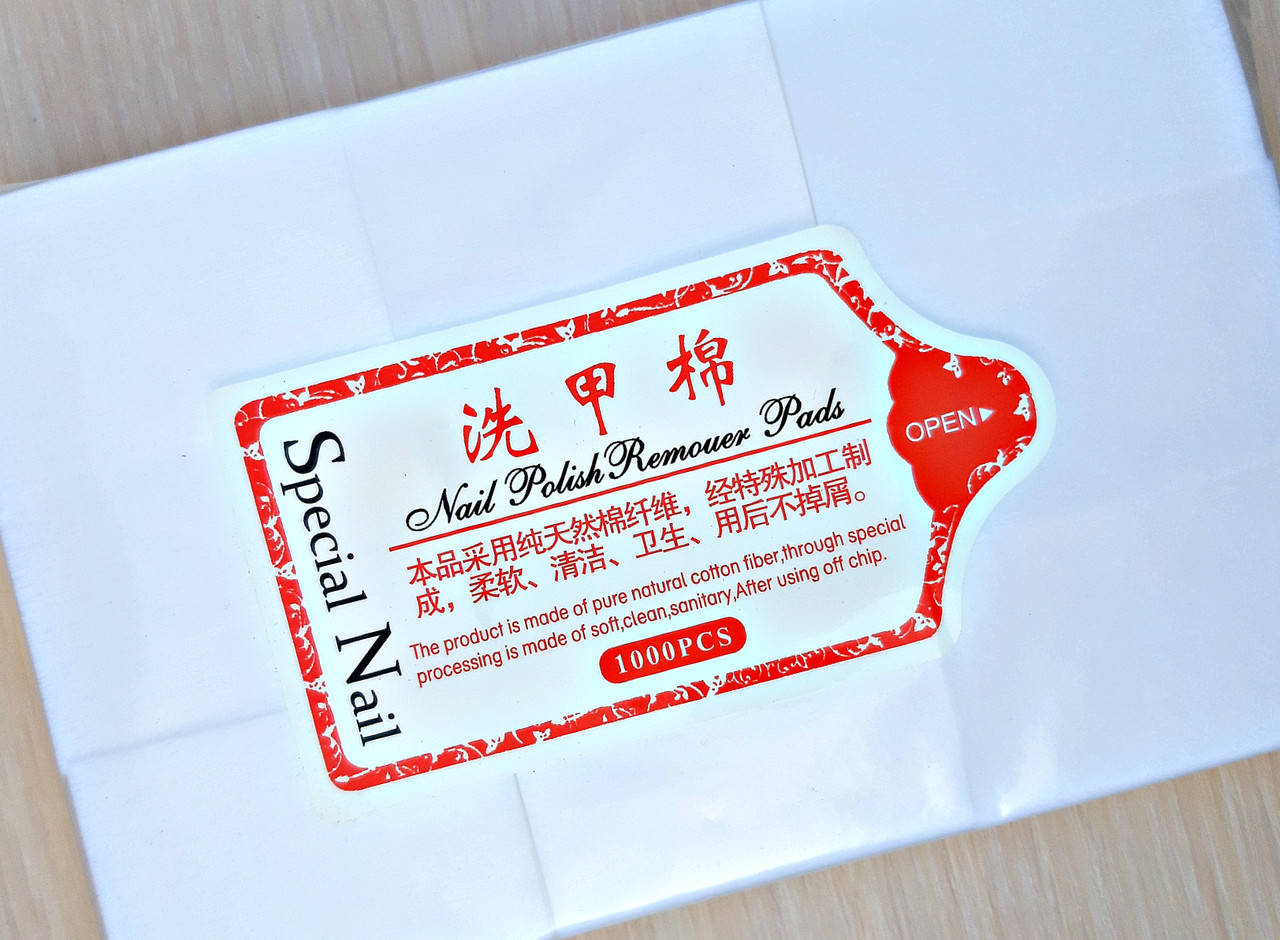 Special Nail
洗甲棉
Nail Polish Remouer Pads
本品采用纯天然棉纤维，经特殊加工制
成，柔软、清洁、卫生、用后不掉屑。
The product is made of pure natural cotton fiber,through special
processing is made of soft,clean,sanitary,After using off chip.
1000PCS
OPEN